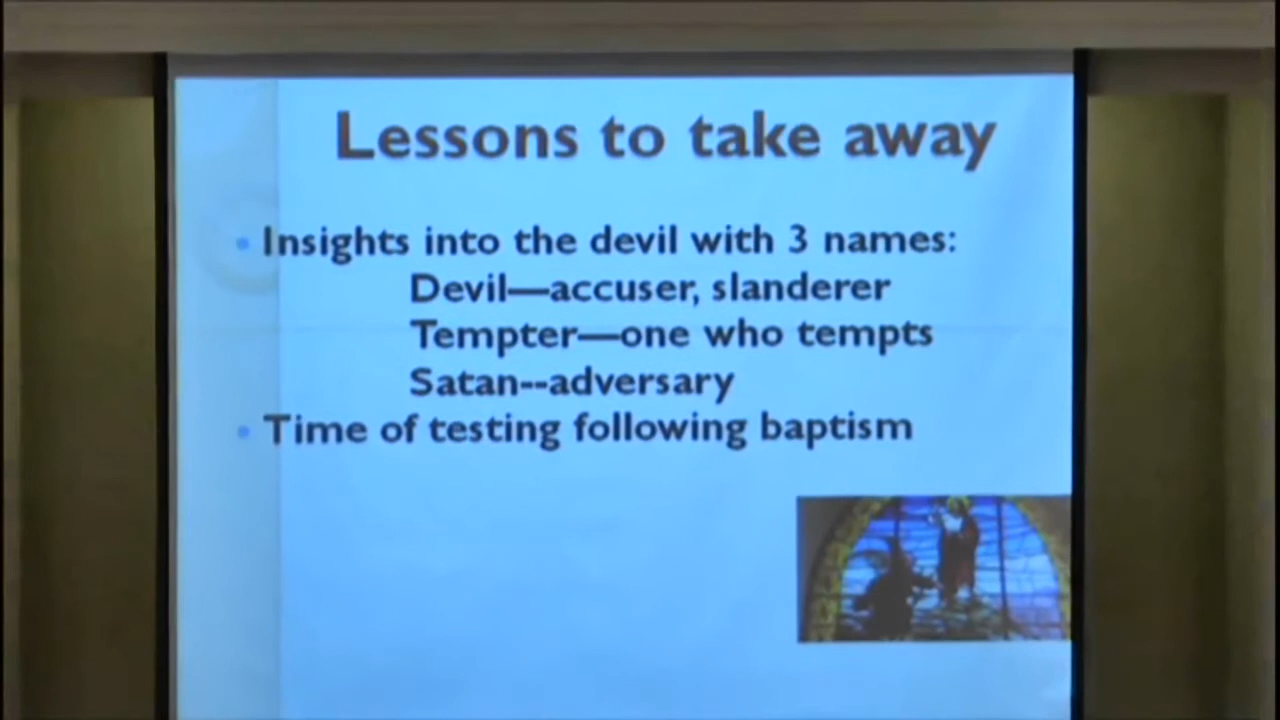 Lessons to take away
• Insights into the devil with 3 names:
Devil—accuser, slanderer
Tempter—one who tempts
Satan--adversary
• Time of testing following baptism